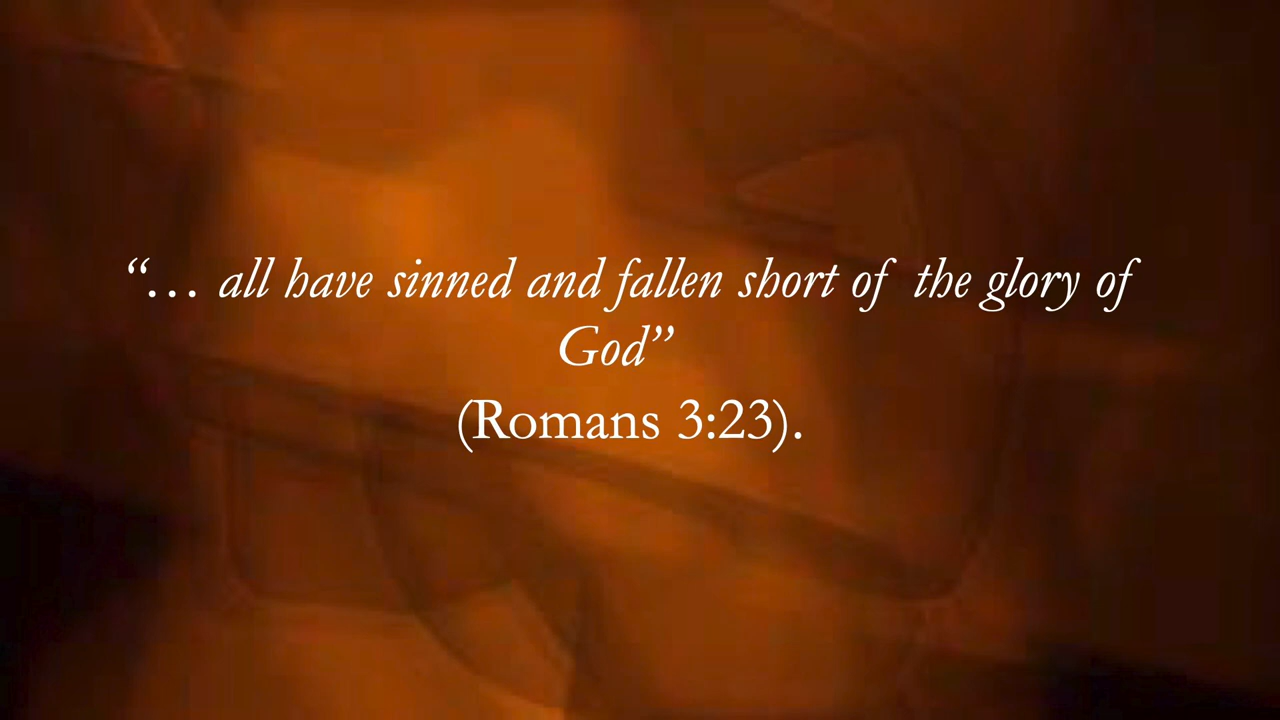 “… all have sinned and fallen short of  the glory of
God”
(Romans 3:23).